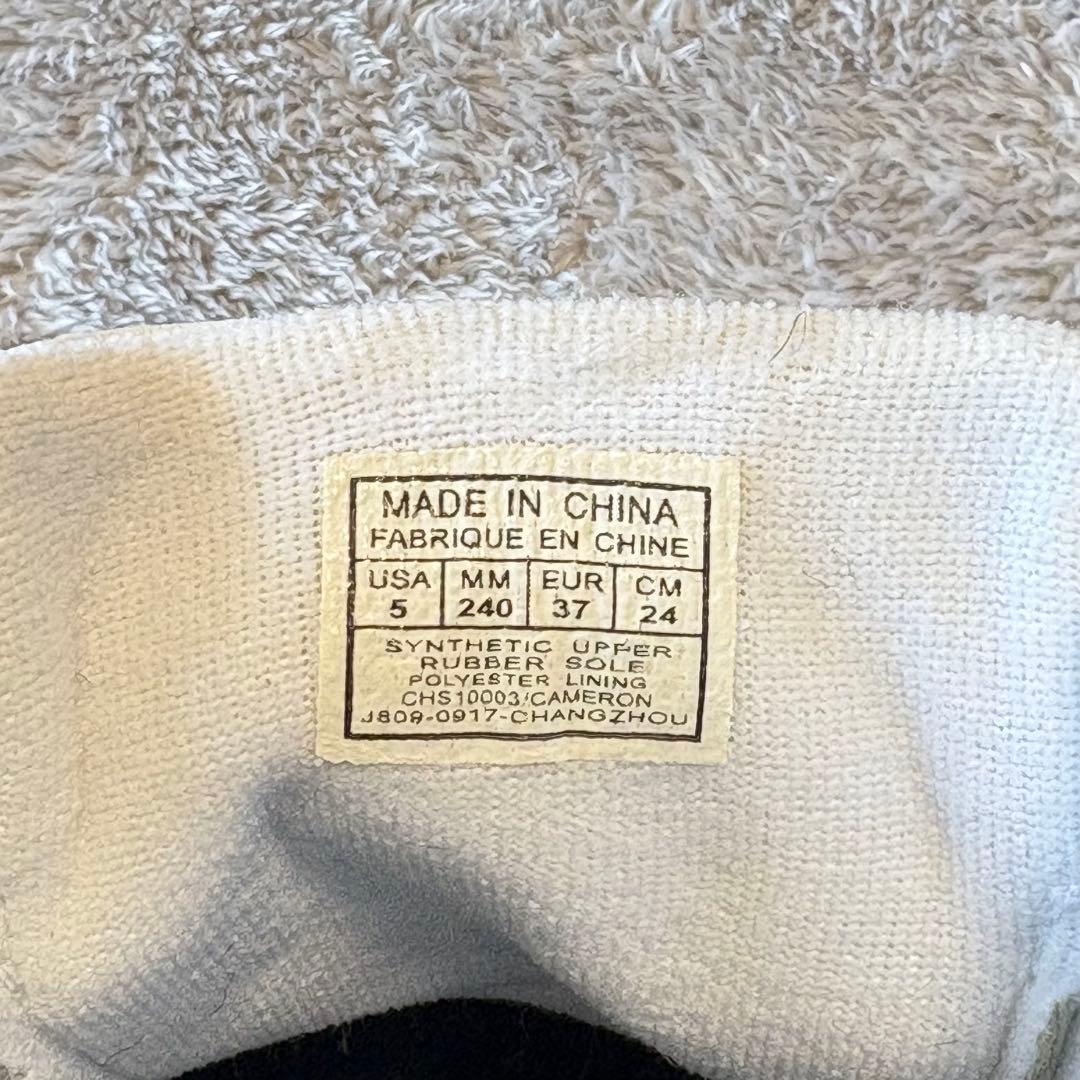 MADE IN CHINA
FABRIQUE EN CHINE
USA MM EUR CM
5 240 37 24
SYNTHETIC UPPER
RUBBER SOLE
POLYESTER LINING
CHS10003/CAMERON
J809-0917-CHANGZHOU